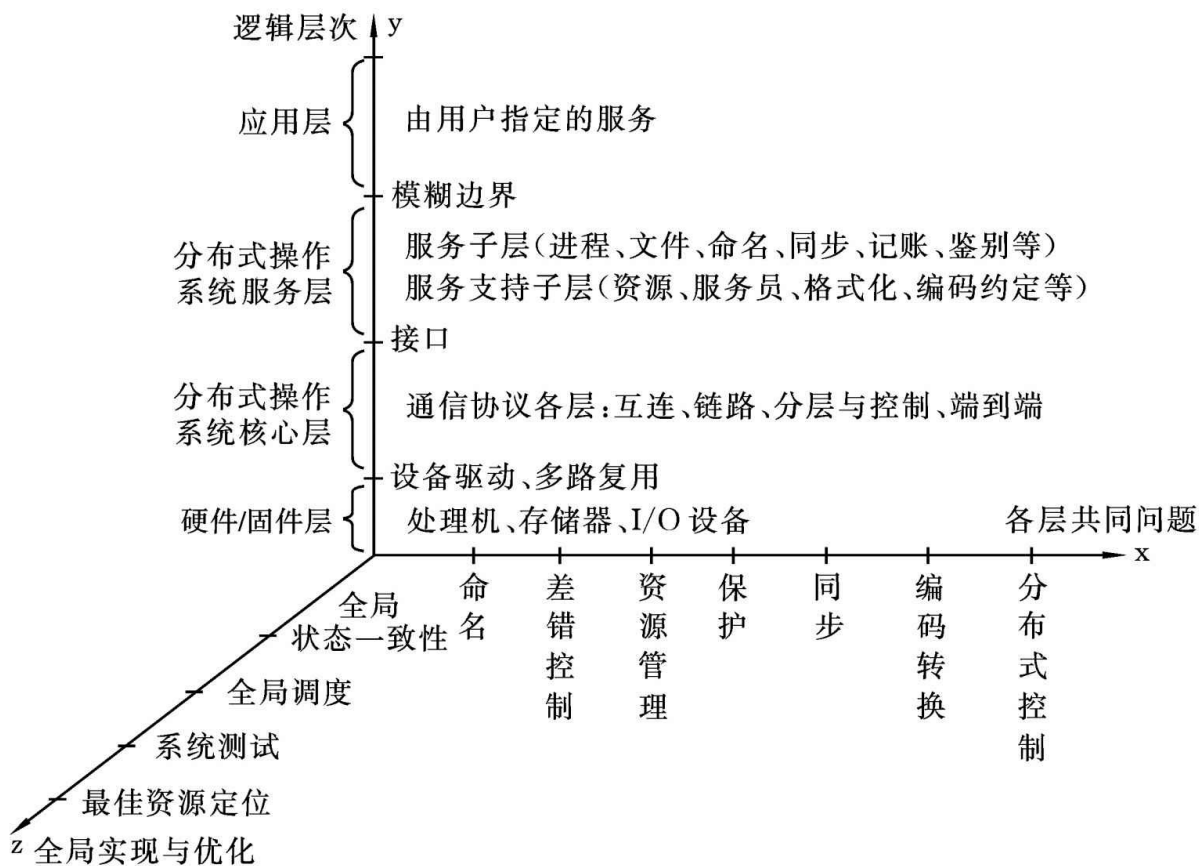 逻辑层次 y
应用层
由用户指定的服务
模糊边界
分布式操作
系统服务层
服务子层(进程、文件、命名、同步、记账、鉴别等)
服务支持子层(资源、服务员、格式化、编码约定等)
接口
分布式操作
系统核心层
通信协议各层:互连、链路、分层与控制、端到端
设备驱动、多路复用
硬件/固件层
处理机、存储器、I/O 设备
各层共同问题
x
命名
差错控制
资源管理
保护
同步
编码转换
分布式控制
全局
状态一致性
全局调度
系统测试
最佳资源定位
z 全局实现与优化